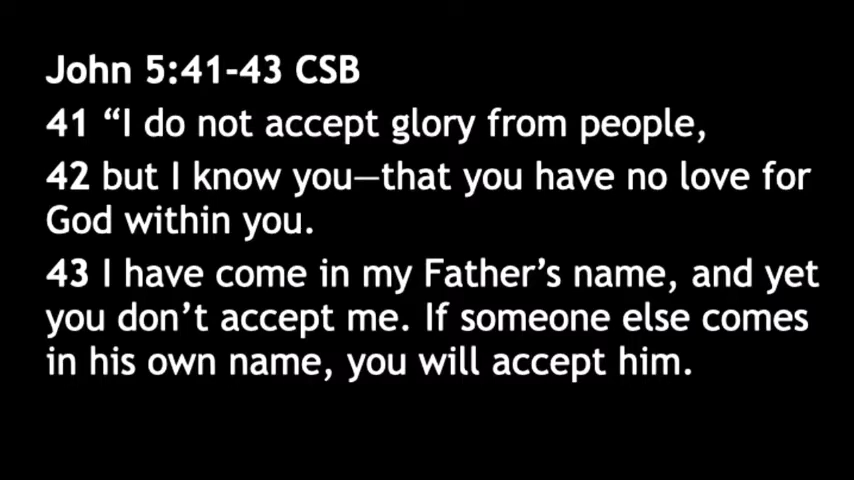 John 5:41-43 CSB
41 “I do not accept glory from people,
42 but I know you—that you have no love for
God within you.
43 I have come in my Father’s name, and yet
you don’t accept me. If someone else comes
in his own name, you will accept him.